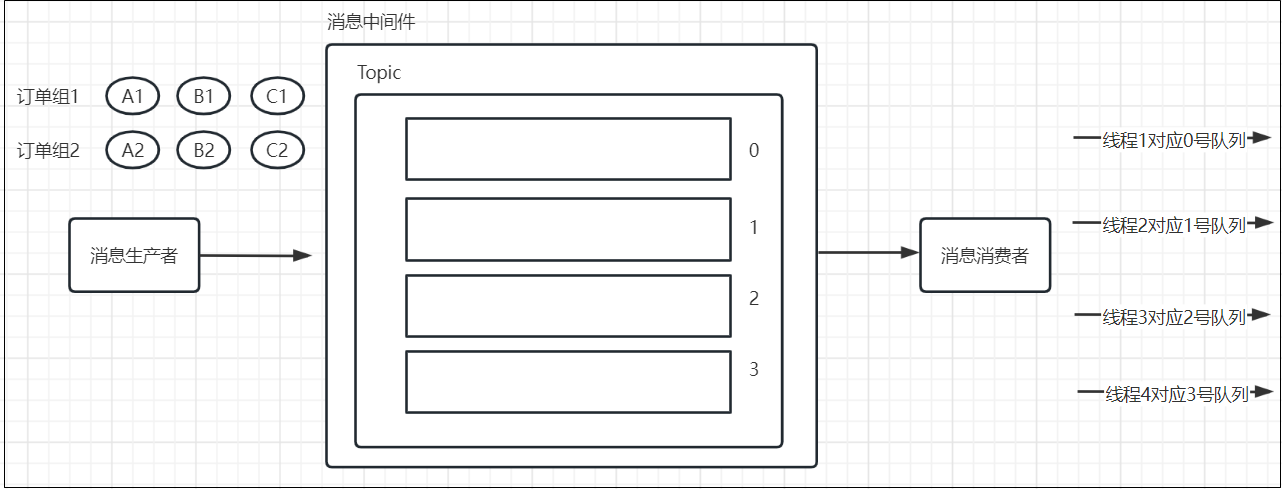 消息中间件
Topic
订单组1 A1 B1 C1
订单组2 A2 B2 C2
消息生产者
0
1
2
3
消息消费者
线程1对应0号队列
线程2对应1号队列
线程3对应2号队列
线程4对应3号队列